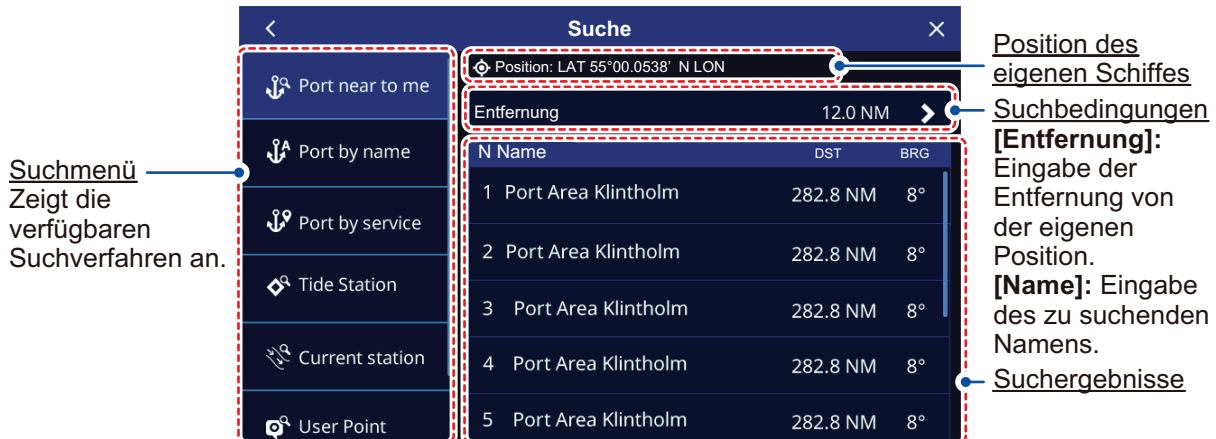 Suche
Suchmenü
Zeigt die
verfügbaren
Suchverfahren an.
Port near to me
Port by name
Port by service
Tide Station
Current station
User Point
Position: LAT 55°00.0538’ N LON
Entfernung 12.0 NM
N Name DST BRG
1 Port Area Klintholm 282.8 NM 8°
2 Port Area Klintholm 282.8 NM 8°
3 Port Area Klintholm 282.8 NM 8°
4 Port Area Klintholm 282.8 NM 8°
5 Port Area Klintholm 282.8 NM 8°
Position des
eigenen Schiffes
Suchbedingungen
[Entfernung]:
Eingabe der
Entfernung von
der eigenen
Position.
[Name]: Eingabe
des zu suchenden
Namens.
Suchergebnisse